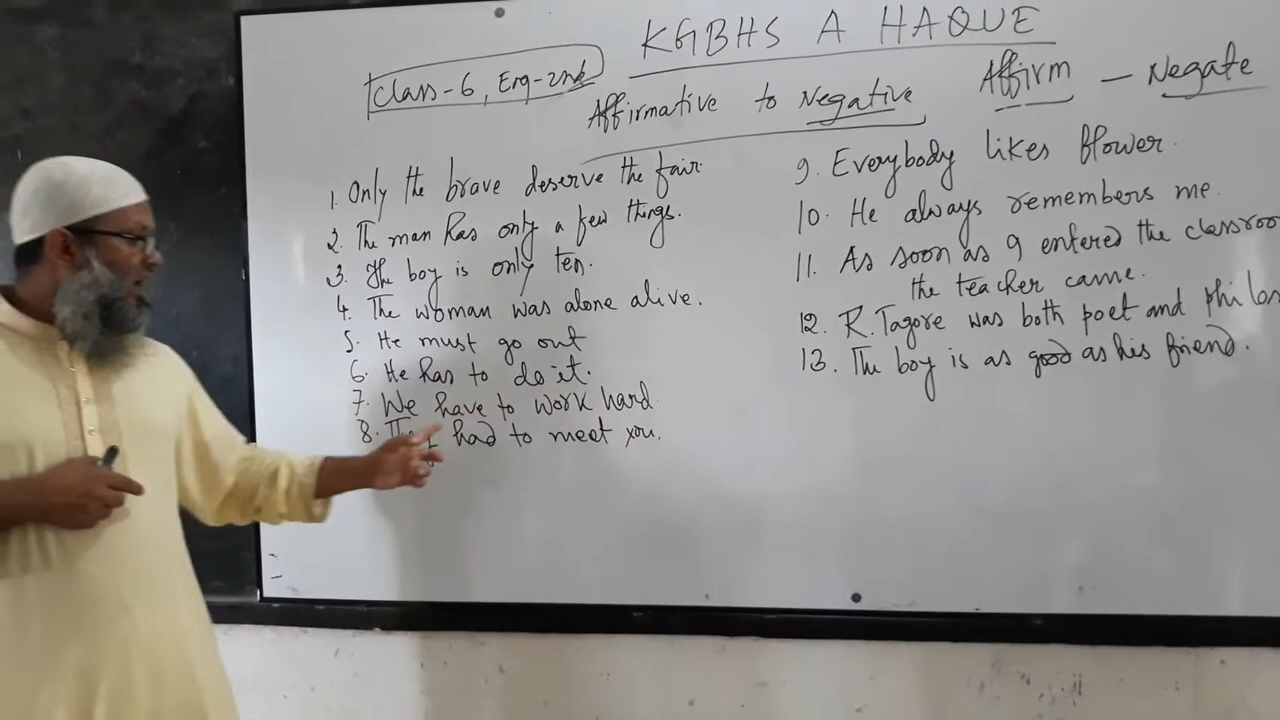 KGBHS A HAQUE
Class-6, Eng-2nd
Affirmative to Negative
Affirm - Negate
1. Only the brave deserve the fair.
2. The man has only a few things.
3. The boy is only ten.
4. The woman was alone alive.
5. He must go out
6. He has to do it.
7. We have to work hard.
8. had to meet you.
9. Everybody likes flower.
10. He always remembers me.
11. As soon as I entered the classroo
the teacher came.
12. R. Tagore was both poet and philos
13. The boy is as good as his friend.